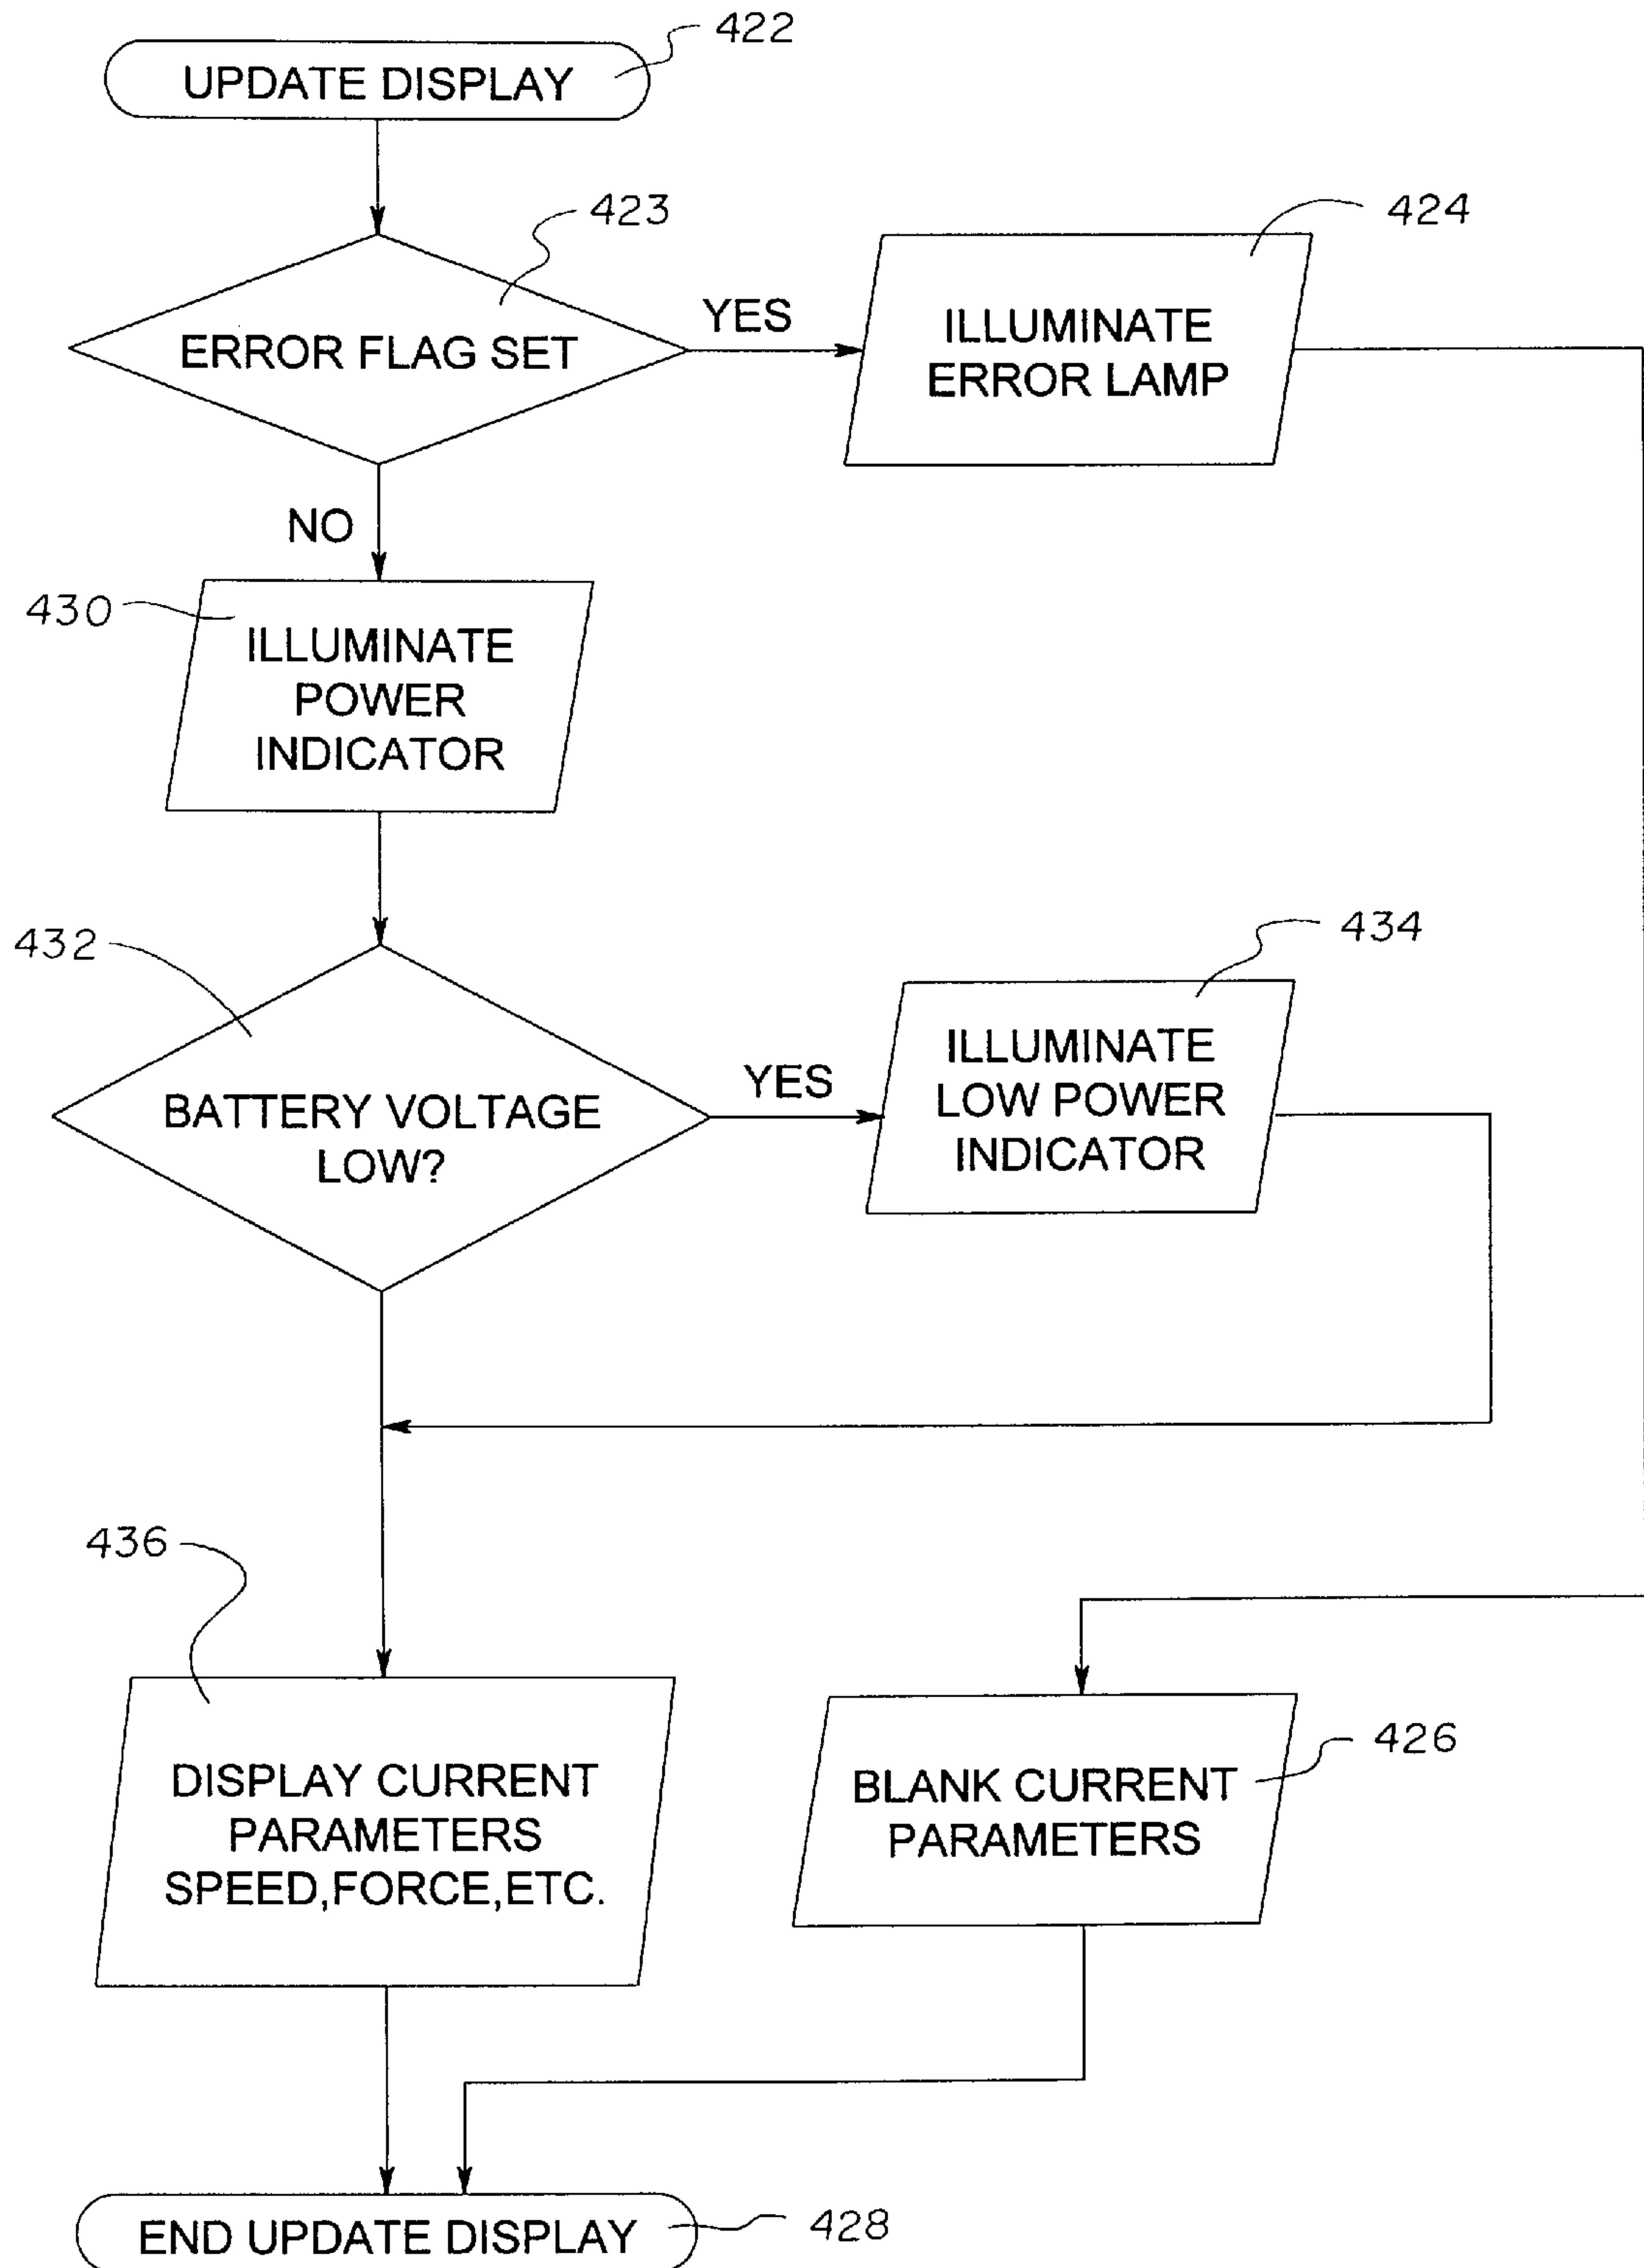 422
UPDATE DISPLAY
423
424
ERROR FLAG SET
YES
ILLUMINATE
ERROR LAMP
NO
430
ILLUMINATE
POWER
INDICATOR
432
434
BATTERY VOLTAGE
LOW?
YES
ILLUMINATE
LOW POWER
INDICATOR
436
DISPLAY CURRENT
PARAMETERS
SPEED,FORCE,ETC.
426
BLANK CURRENT
PARAMETERS
END UPDATE DISPLAY
428